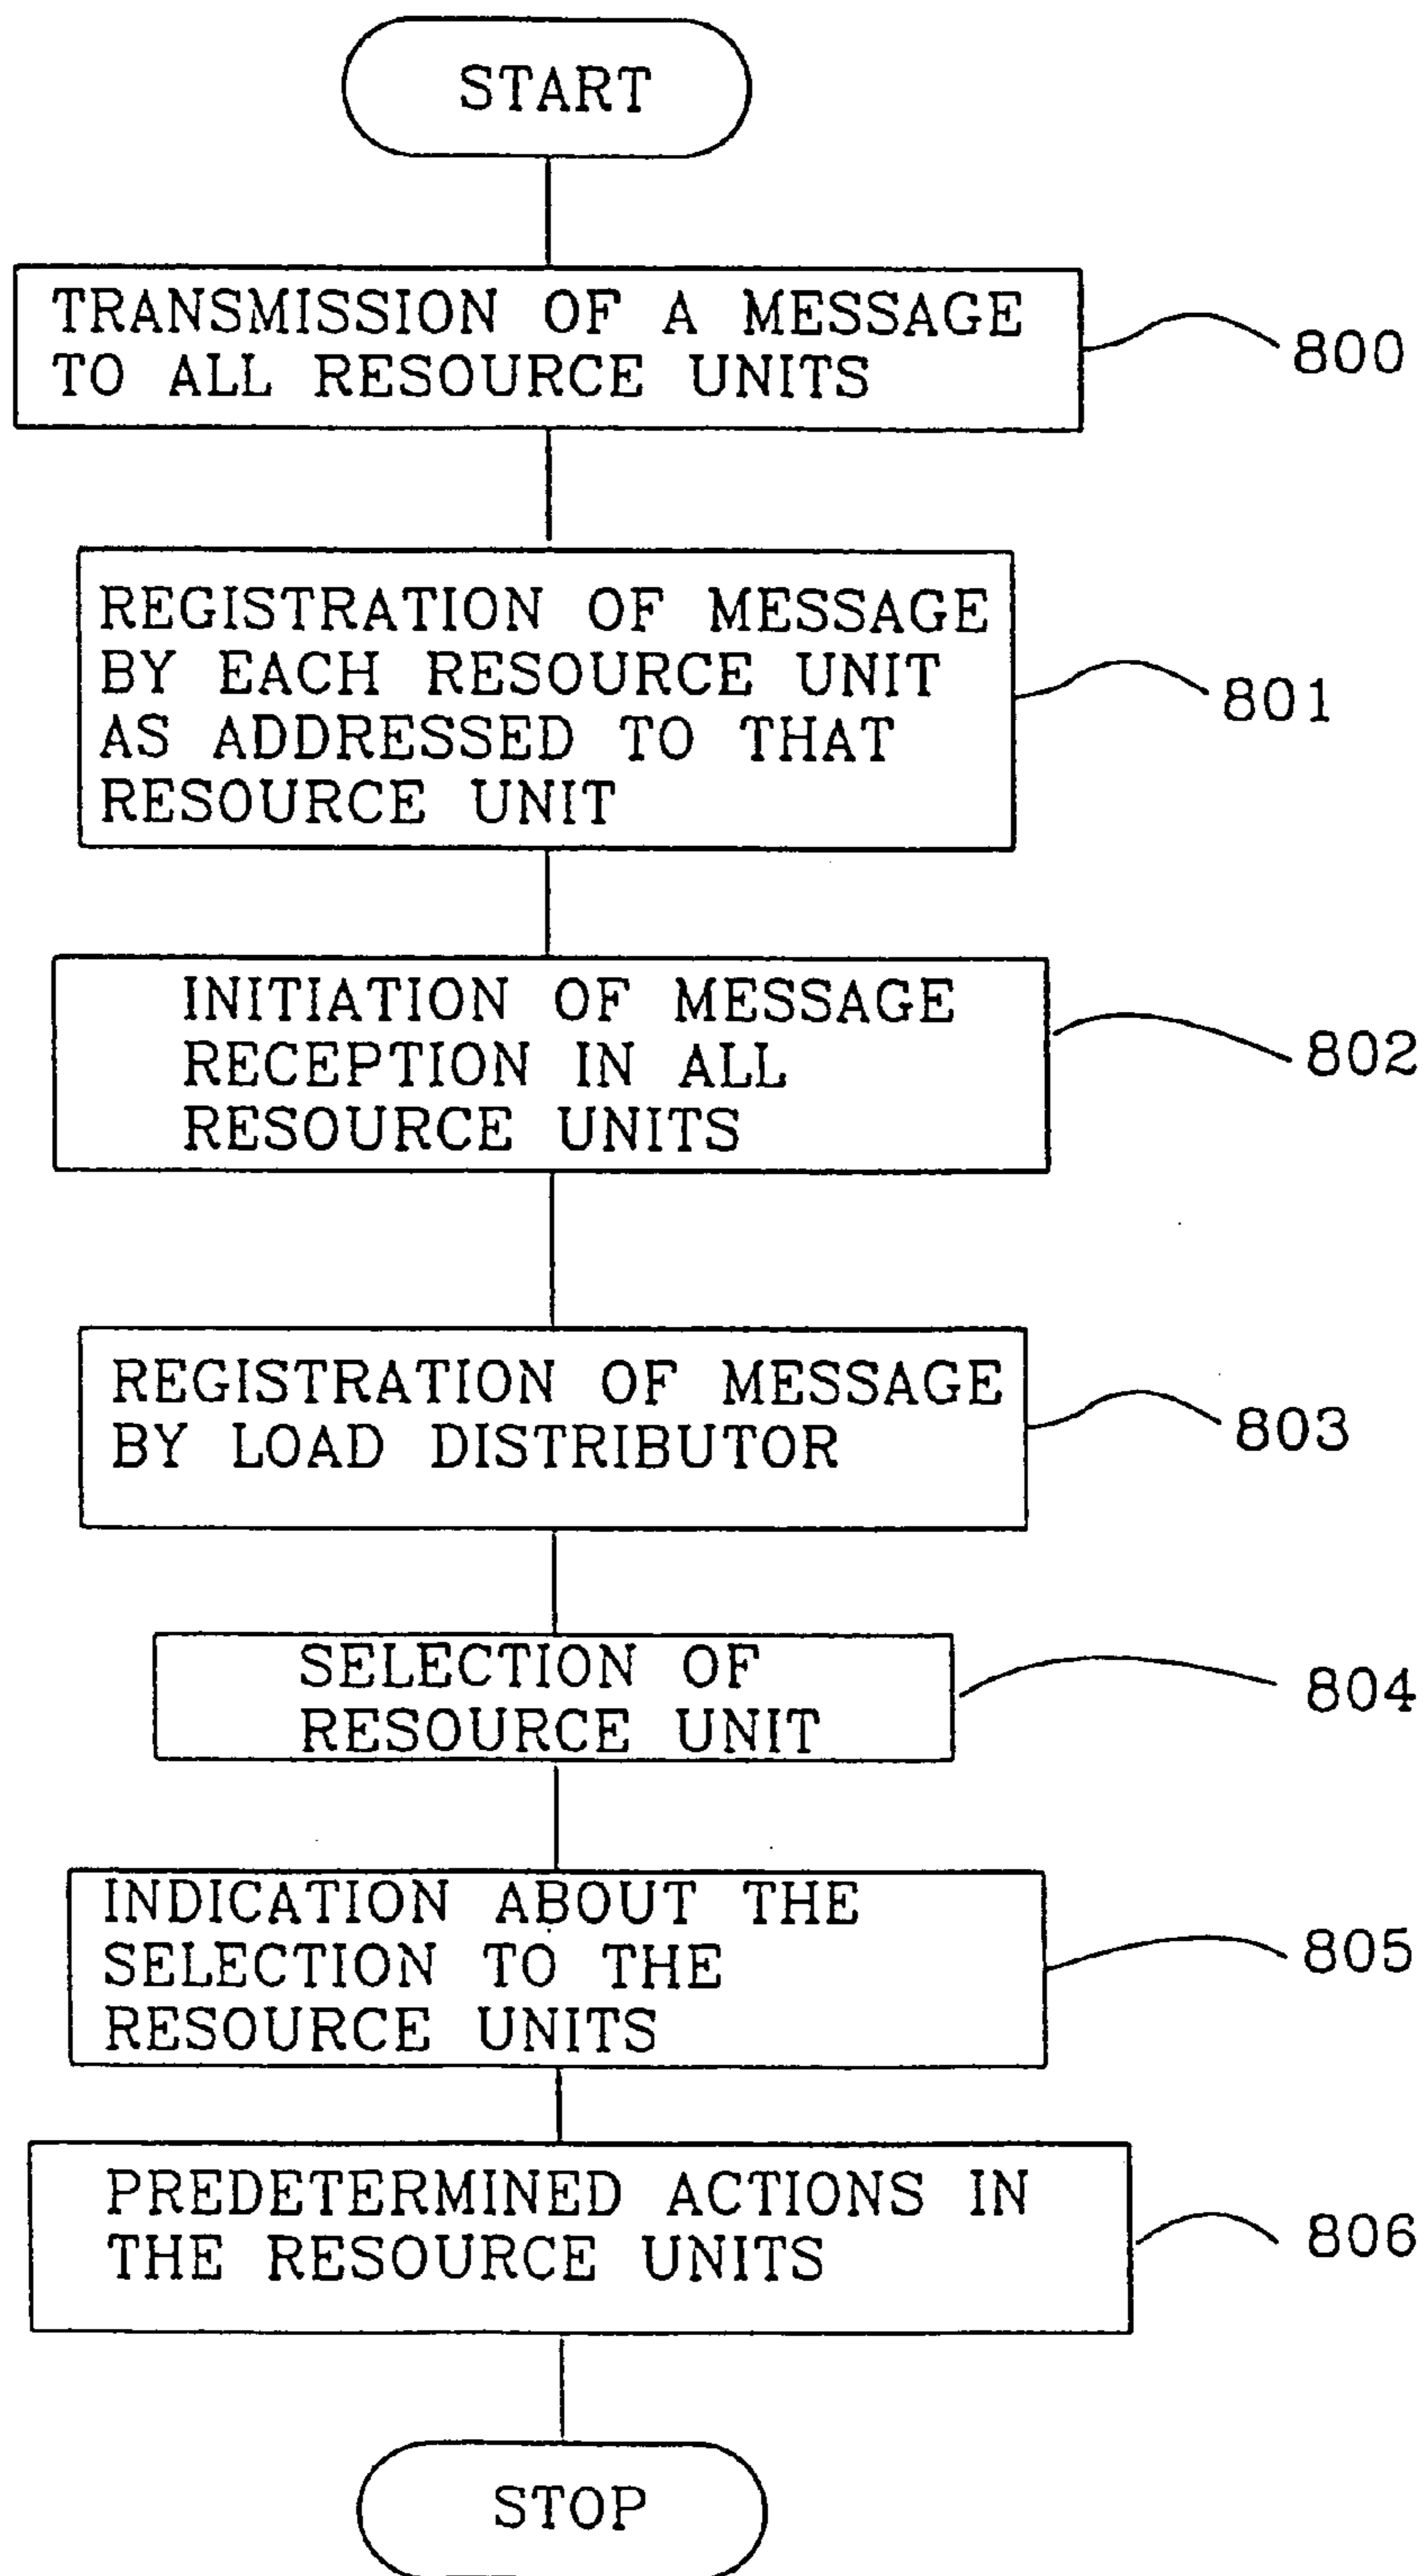 START
TRANSMISSION OF A MESSAGE
TO ALL RESOURCE UNITS
800
REGISTRATION OF MESSAGE
BY EACH RESOURCE UNIT
AS ADDRESSED TO THAT
RESOURCE UNIT
801
INITIATION OF MESSAGE
RECEPTION IN ALL
RESOURCE UNITS
802
REGISTRATION OF MESSAGE
BY LOAD DISTRIBUTOR
803
SELECTION OF
RESOURCE UNIT
804
INDICATION ABOUT THE
SELECTION TO THE
RESOURCE UNITS
805
PREDETERMINED ACTIONS IN
THE RESOURCE UNITS
806
STOP